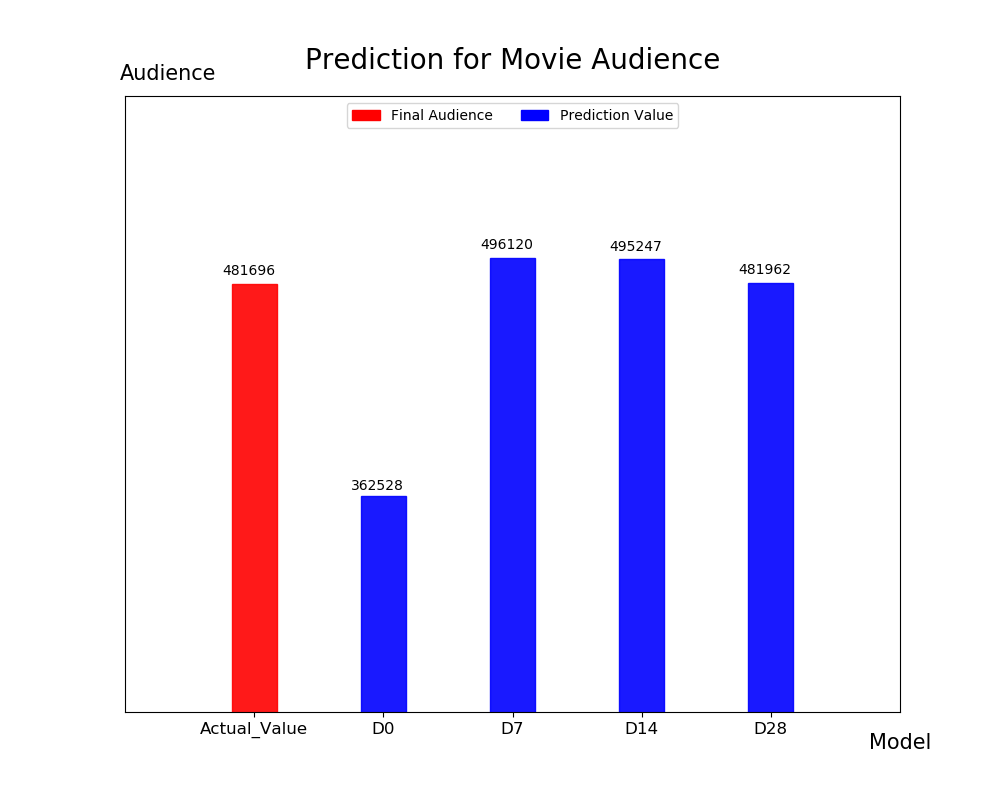 Prediction for Movie Audience
Audience
Final Audience
Prediction Value
481696
362528
496120
495247
481962
Actual_Value
D0
D7
D14
D28
Model